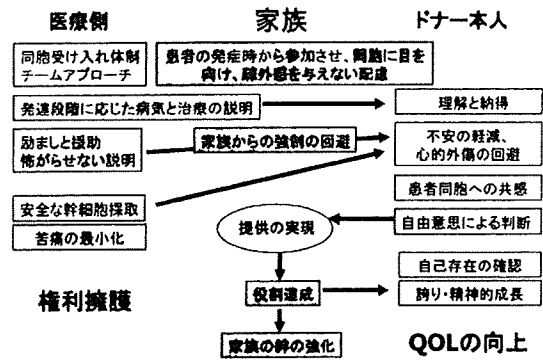 医療側
家族
ドナー本人
同胞受け入れ体制
チームアプローチ
患者の発症時から参加させ、同胞に目を
向け、疎外感を与えない配慮
発達段階に応じた病気と治療の説明
理解と納得
励ましと援助
怖がらせない説明
家族からの強制の回避
不安の軽減、
心的外傷の回避
患者同胞への共感
安全な幹細胞採取
苦痛の最小化
提供の実現
自由意思による判断
自己存在の確認
権利擁護
役割達成
誇り・精神的成長
家族の絆の強化
QOLの向上